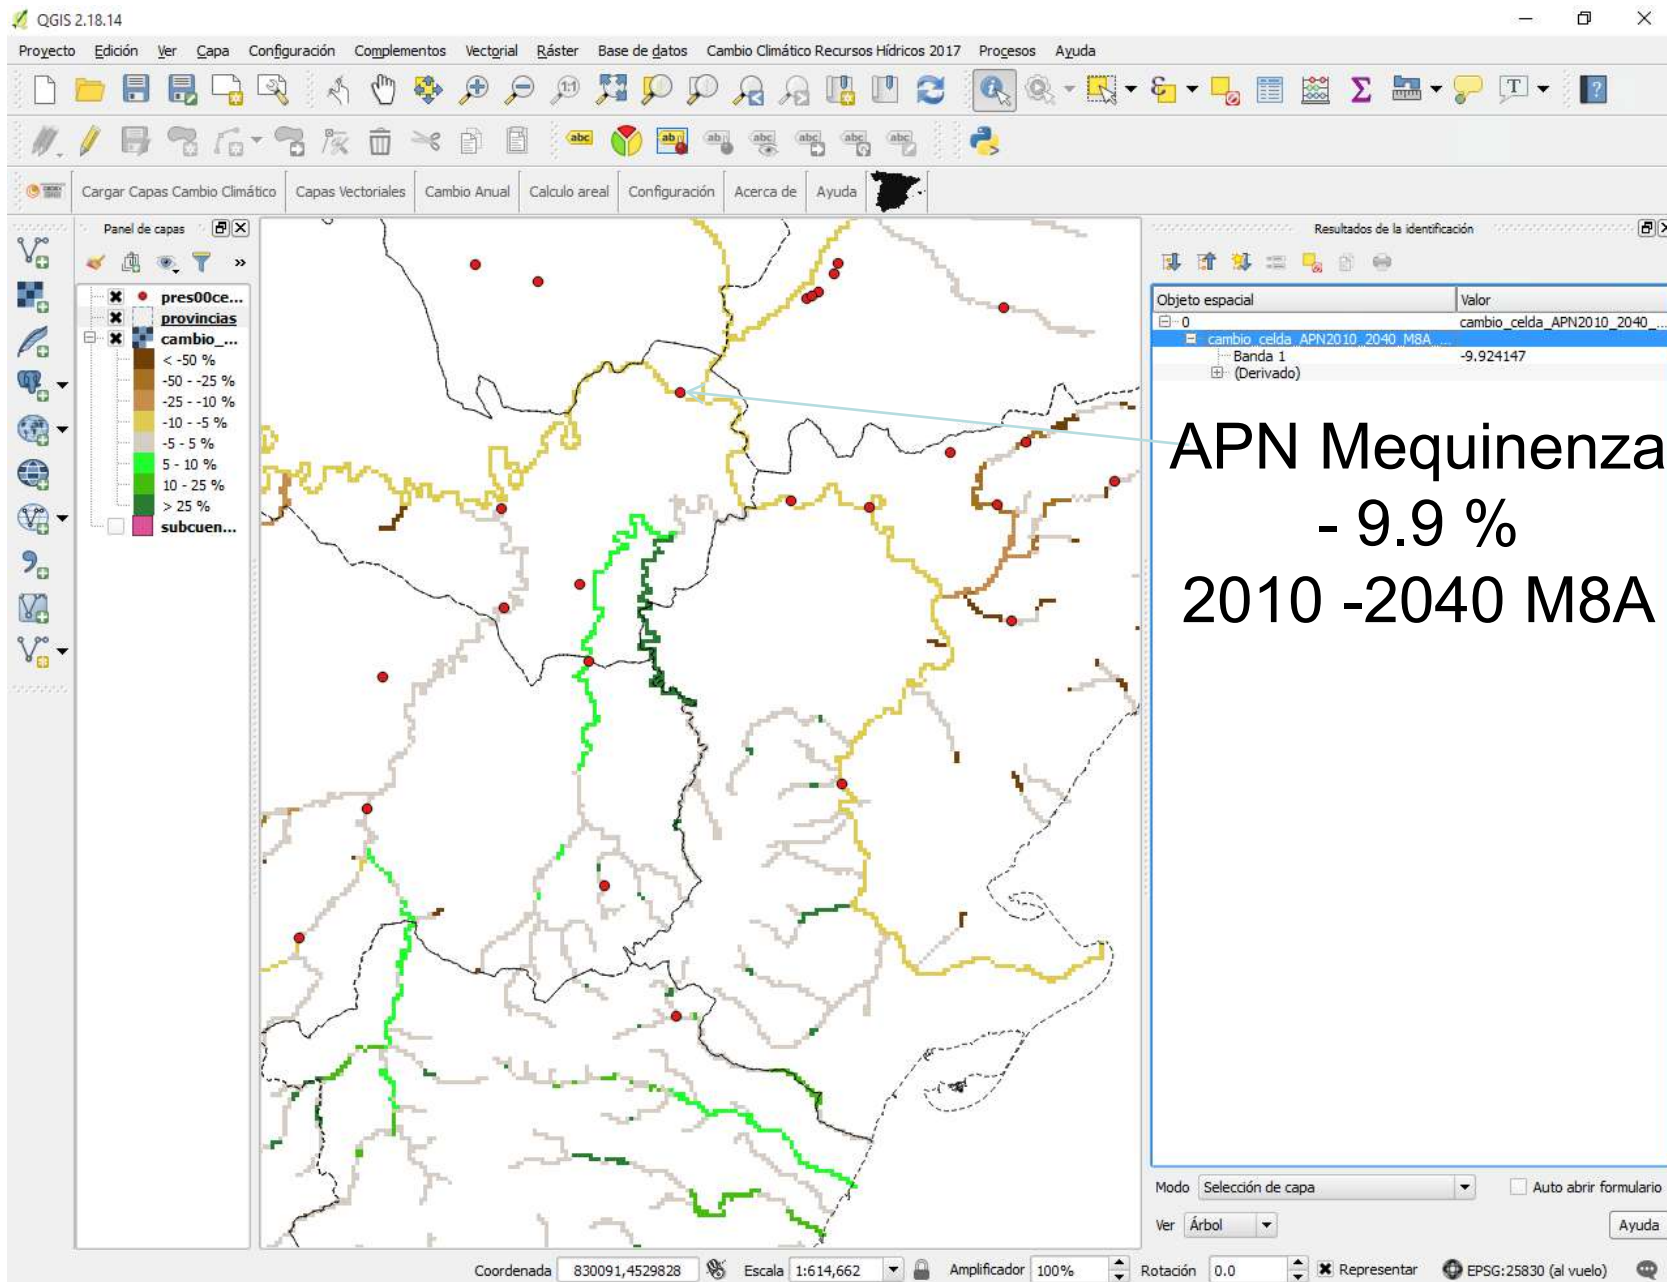 QGIS 2.18.14
Proyecto Edición Ver Capa Configuración Complementos Vectorial Ráster Base de datos Cambio Climático Recursos Hídricos 2017 Procesos Ayuda
Cargar Capas Cambio Climático Capas Vectoriales Cambio Anual Calculo areal Configuración Acerca de Ayuda
Panel de capas
pres00ce...
provincias
cambio_...
< -50 %
-50 - -25 %
-25 - -10 %
-10 - -5 %
-5 - 5 %
5 - 10 %
10 - 25 %
> 25 %
subcuen...
Resultados de la identificación
Objeto espacial Valor
0 cambio_celda_APN2010_2040_...
cambio_celda_APN2010_2040_M8A_...
Banda 1 -9.924147
(Derivado)
APN Mequinenza
- 9.9 %
2010 -2040 M8A
Modo Selección de capa Auto abrir formulario
Ver Árbol Ayuda
Coordenada 830091,4529828 Escala 1:614,662 Amplificador 100% Rotación 0.0 Representar EPSG:25830 (al vuelo)